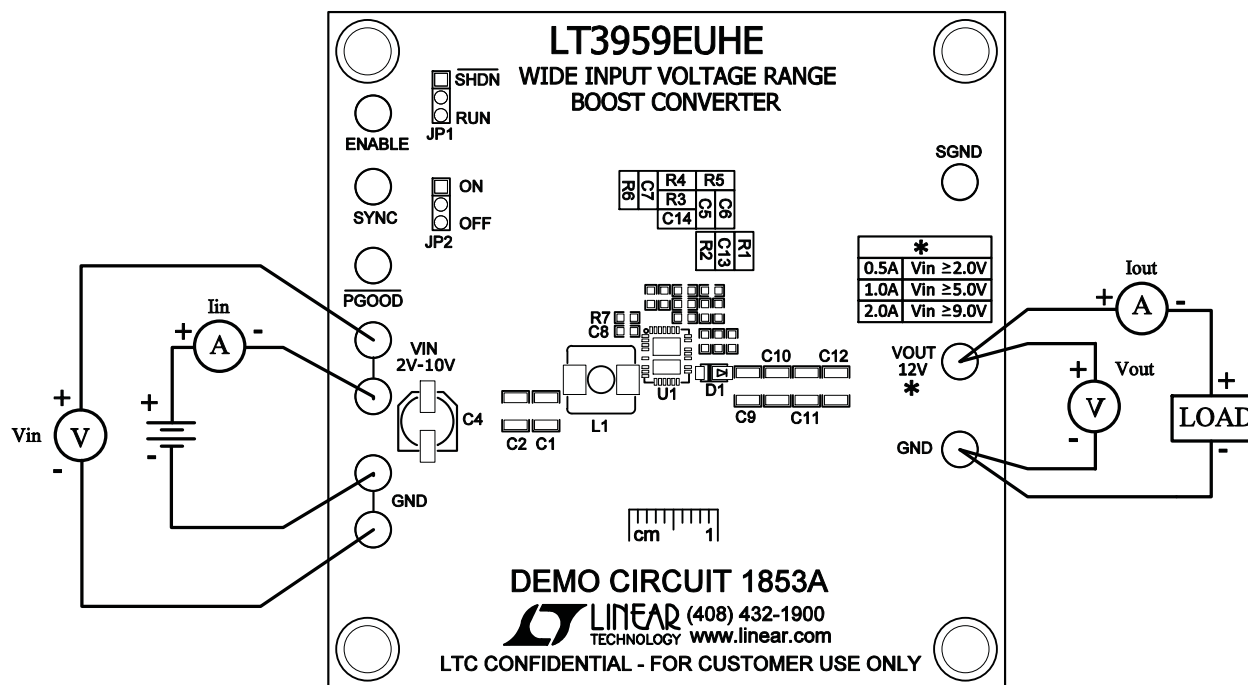 LT3959EUHE
WIDE INPUT VOLTAGE RANGE
BOOST CONVERTER
SHDN
RUN
JP1
ENABLE
ON
OFF
JP2
SYNC
PGOOD
SGND
R6
C7
R4
R5
R3
C14
C5
C6
R2
C13
R1
*
0.5A Vin ≥2.0V
1.0A Vin ≥5.0V
2.0A Vin ≥9.0V
Iin
+ A -
Vin
+
V
-
+
-
VIN
2V-10V
C4
GND
R7
C8
U1
D1
L1
C2 C1
C10 C12
C9 C11
VOUT
12V
*
GND
Iout
+ A -
Vout
+
V
-
+
LOAD
-
cm 1
DEMO CIRCUIT 1853A
LINEAR (408) 432-1900
TECHNOLOGY www.linear.com
LTC CONFIDENTIAL - FOR CUSTOMER USE ONLY